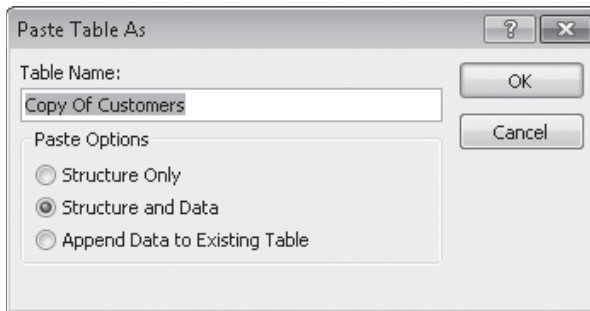 Paste Table As
Table Name:
Copy Of Customers
Paste Options
Structure Only
Structure and Data
Append Data to Existing Table
OK
Cancel